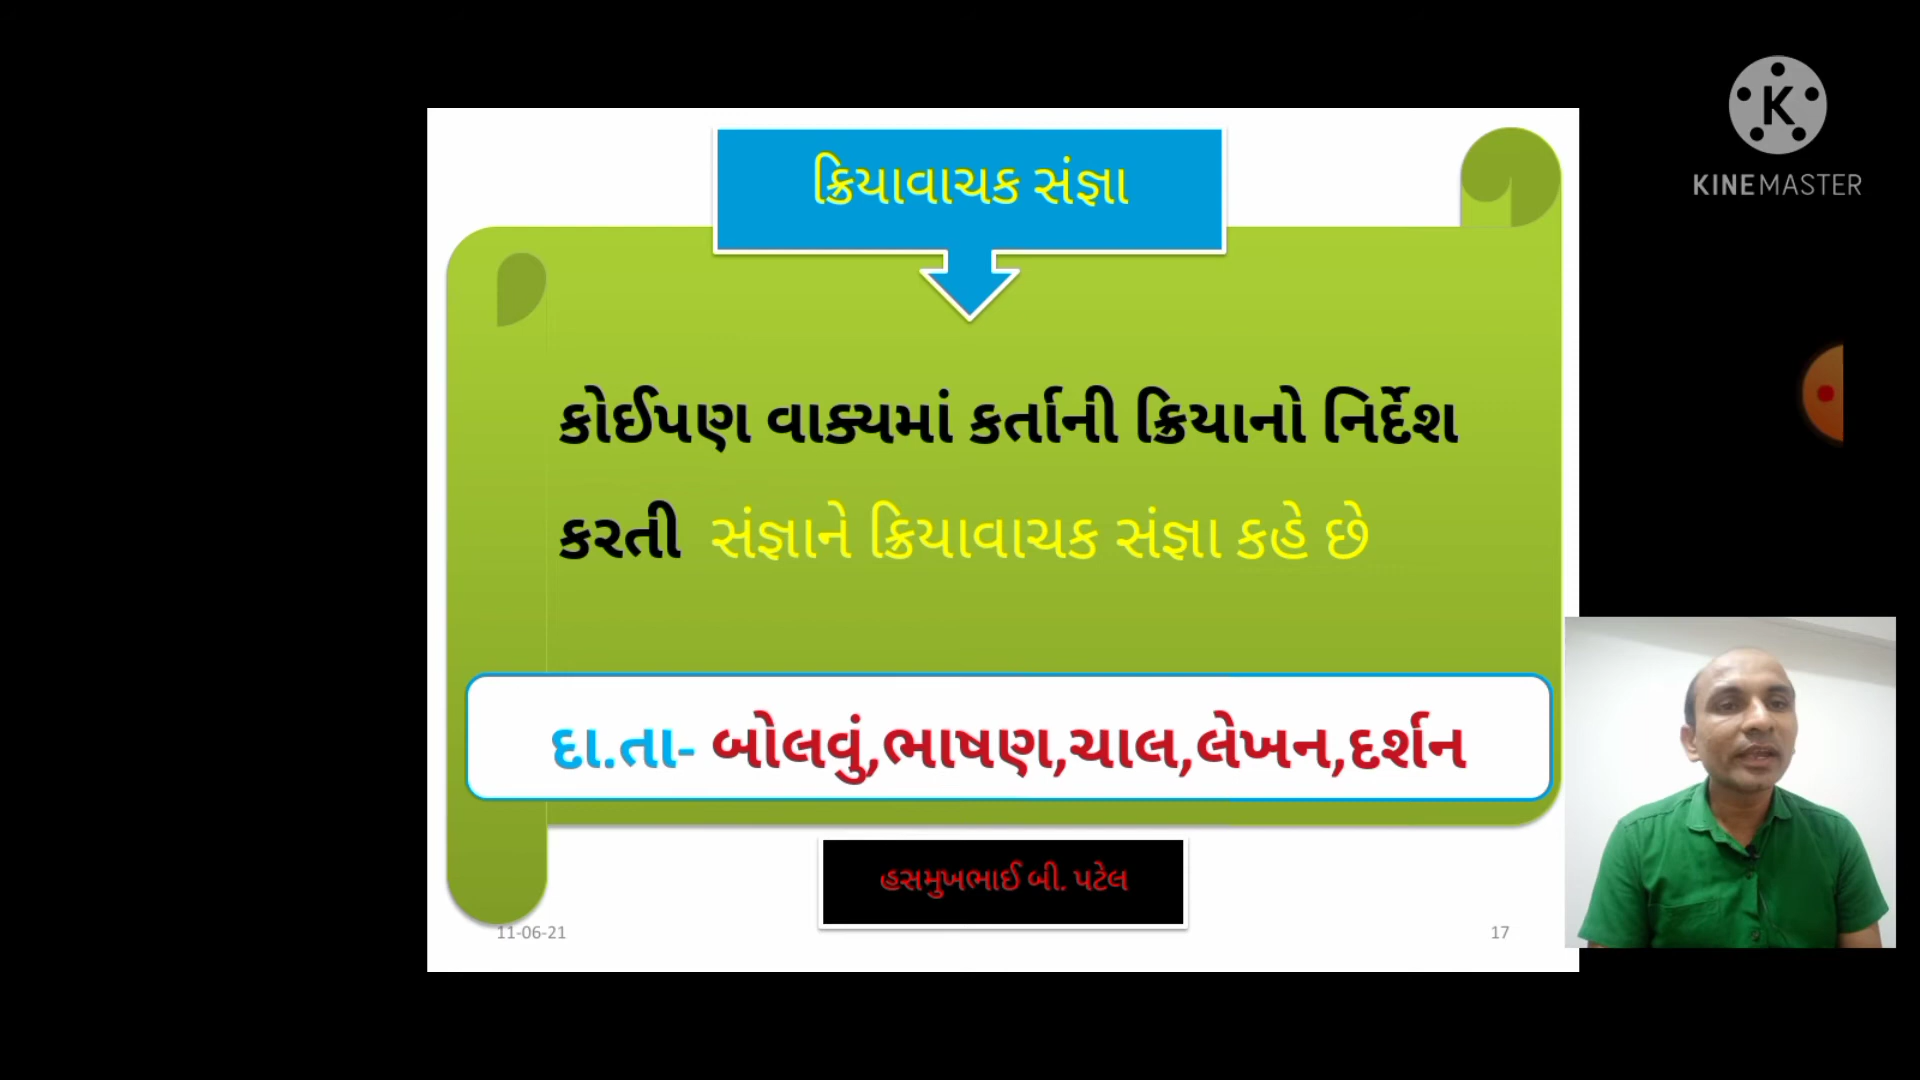 ક્રિયાવાચક સંજ્ઞા
કોઈપણ વાક્યમાં કર્તાની ક્રિયાનો નિર્દેશ
કરતી સંજ્ઞાને ક્રિયાવાચક સંજ્ઞા કહે છે
દા.તા- બોલવું,ભાષણ,ચાલ,લેખન,દર્શન
હસમુખભાઈ બી. પટેલ
11-06-21
17
K
KINEMASTER